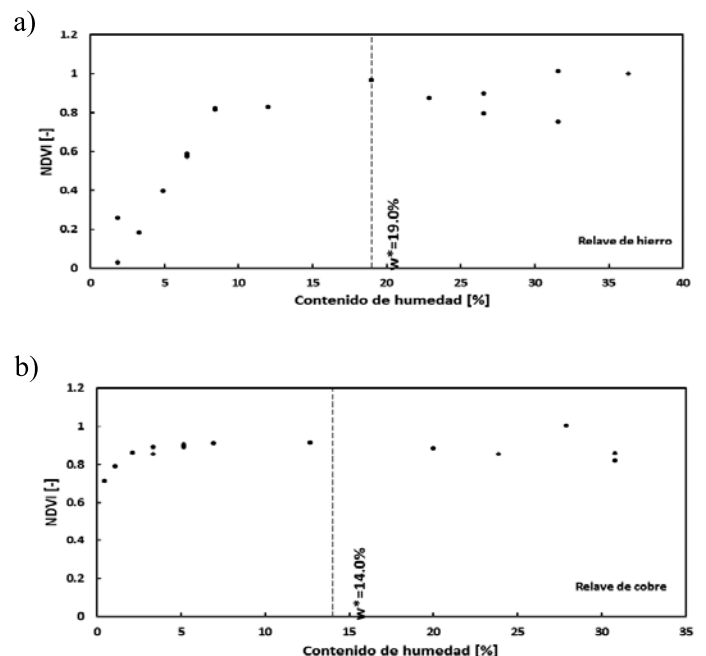 a)
1.2
1
0.8
0.6
0.4
0.2
0
NDVI [-]
w*=19.0%
Relave de hierro
0 5 10 15 20 25 30 35 40
Contenido de humedad [%]
b)
1.2
1
0.8
0.6
0.4
0.2
0
NDVI [-]
w*=14.0%
Relave de cobre
0 5 10 15 20 25 30 35
Contenido de humedad [%]